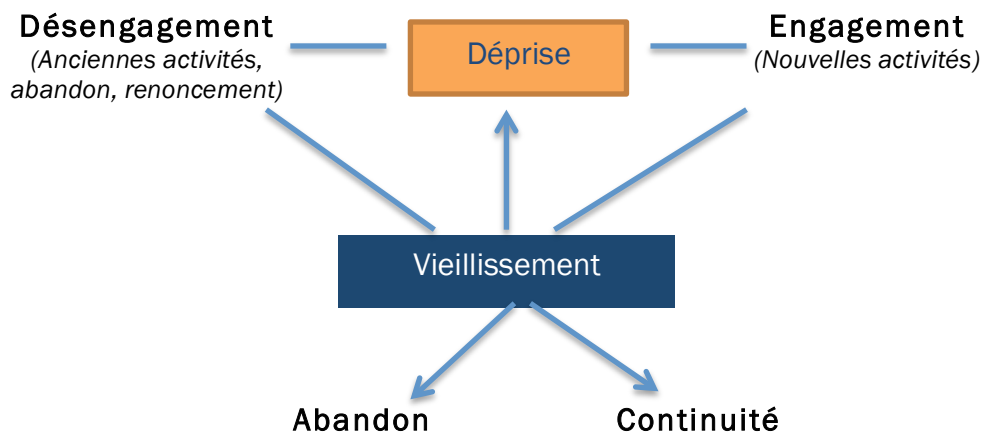 Désengagement
(Anciennes activités,
abandon, renoncement)
Déprise
Engagement
(Nouvelles activités)
Vieillissement
Abandon
Continuité